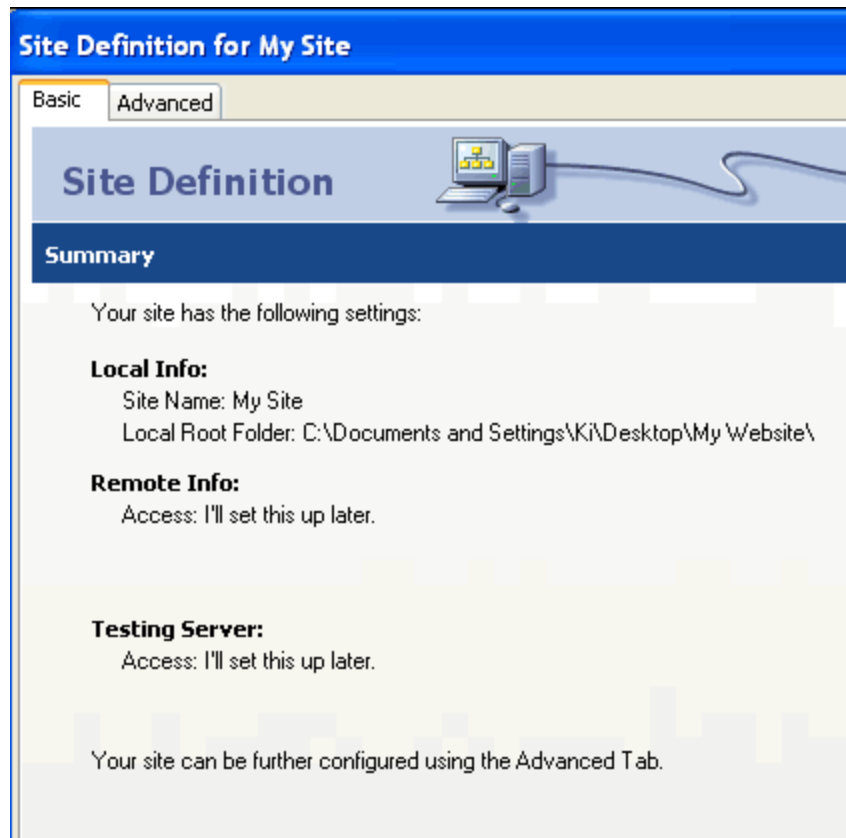 Site Definition for My Site
Basic
Advanced
Site Definition
Summary
Your site has the following settings:
Local Info:
Site Name: My Site
Local Root Folder: C:\Documents and Settings\Ki\Desktop\My Website\
Remote Info:
Access: I'll set this up later.
Testing Server:
Access: I'll set this up later.
Your site can be further configured using the Advanced Tab.